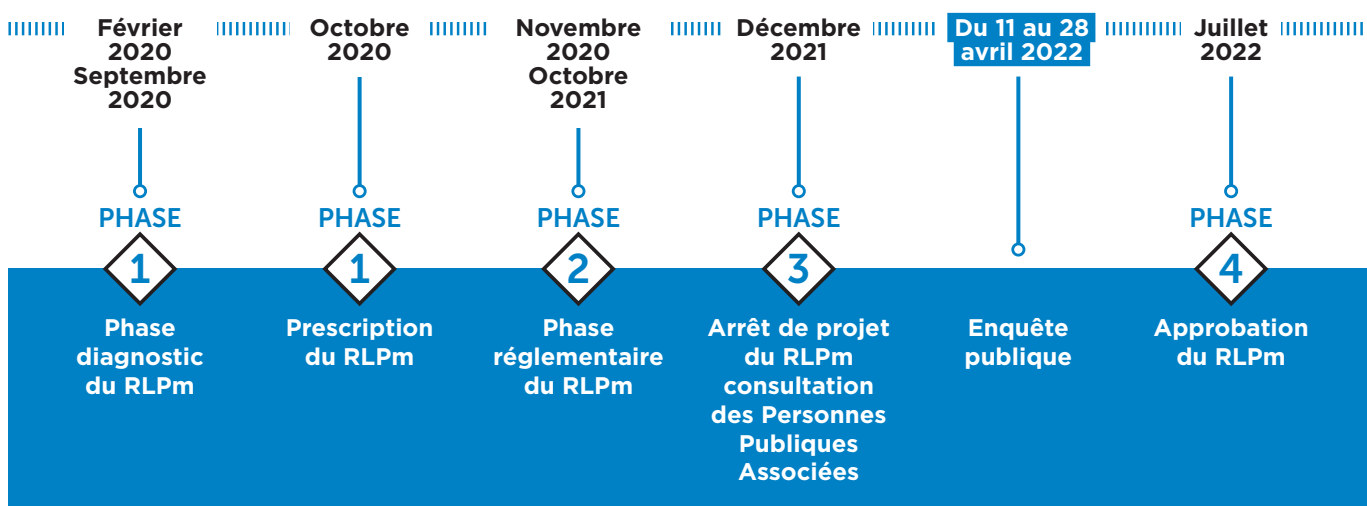 Février
2020
Septembre
2020
PHASE
1
Phase
diagnostic
du RLPm
Octobre
2020
PHASE
1
Prescription
du RLPm
Novembre
2020
Octobre
2021
PHASE
2
Phase
réglementaire
du RLPm
Décembre
2021
PHASE
3
Arrêt de projet
du RLPm
consultation
des Personnes
Publiques
Associées
Du 11 au 28
avril 2022
Enquête
publique
Juillet
2022
PHASE
4
Approbation
du RLPm